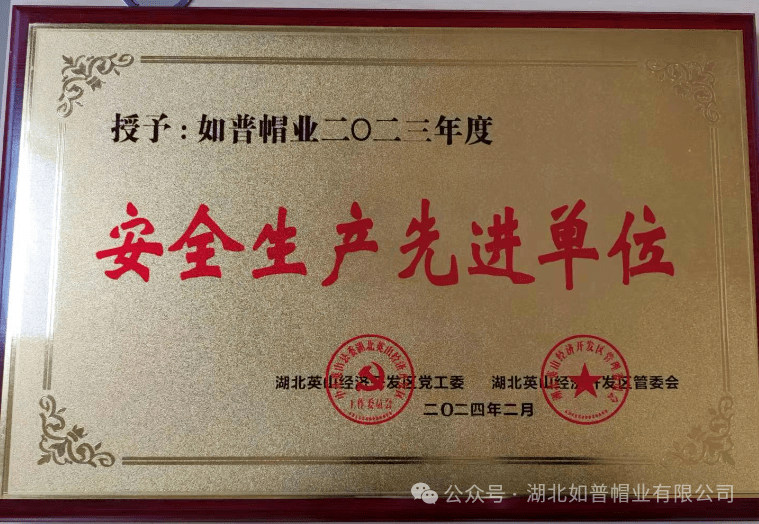 授予:如普帽业二〇二三年度
安全生产先进单位
湖北英山经济开发区党工委 湖北英山经济开发区管委会
二〇二四年二月
公众号·湖北如普帽业有限公司